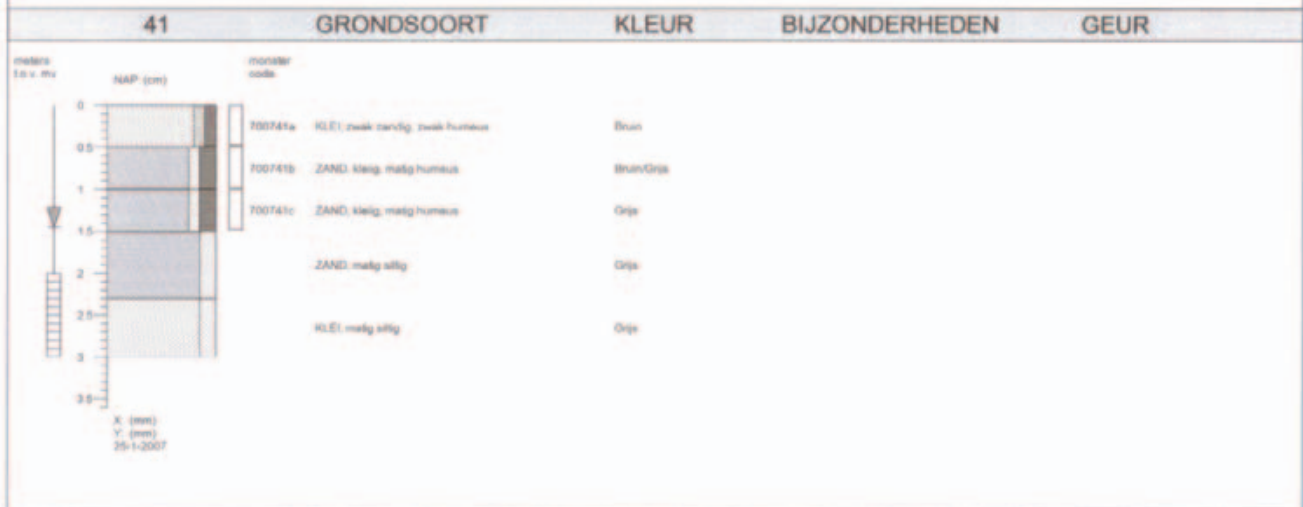 41 GRONDSOORT KLEUR BIJZONDERHEDEN GEUR
meters monster
t.o.v. mv NAP (cm) code
0
700741a KLEI, zwak zandig, zwak humeus Bruin
0.5
700741b ZAND, kleiig, matig humeus Bruin/Grijs
1
700741c ZAND, kleiig, matig humeus Grijs
1.5
ZAND, matig siltig Grijs
2
2.5
KLEI, matig siltig Grijs
3
3.5
X: (mm)
Y: (mm)
25-1-2007